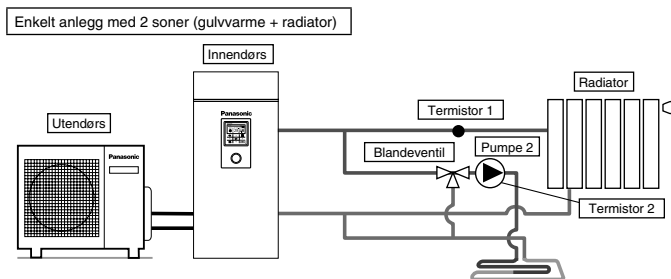 Enkelt anlegg med 2 soner (gulvvarme + radiator)
Innendørs
Radiator
Termistor 1
Panasonic
Utendørs
Blandeventil
Pumpe 2
Panasonic
Termistor 2